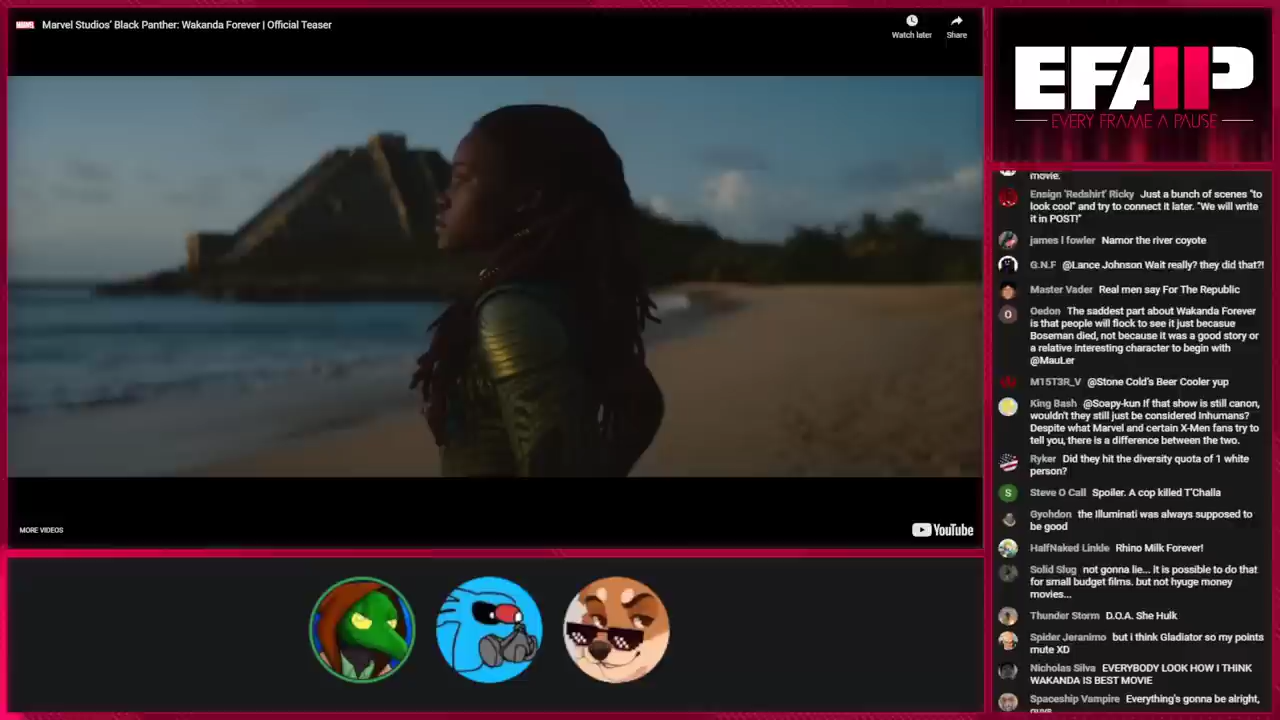 MARVEL Marvel Studios' Black Panther: Wakanda Forever | Official Teaser
Watch later
Share
MORE VIDEOS
YouTube
EFAP
EVERY FRAME A PAUSE
movie.
Ensign 'Redshirt' Ricky Just a bunch of scenes "to
look cool" and try to connect it later. "We will write
it in POST!"
james l fowler Namor the river coyote
G.N.F @Lance Johnson Wait really? they did that?!
Master Vader Real men say For The Republic
O
Oedon The saddest part about Wakanda Forever
is that people will flock to see it just becasue
Boseman died, not because it was a good story or
a relative interesting character to begin with
@MauLer
M15T3R_V @Stone Cold's Beer Cooler yup
King Bash @Soapy-kun If that show is still canon,
wouldn't they still just be considered Inhumans?
Despite what Marvel and certain X-Men fans try to
tell you, there is a difference between the two.
Ryker Did they hit the diversity quota of 1 white
person?
S
Steve O Call Spoiler. A cop killed T'Challa
Gyohdon the Illuminati was always supposed to
be good
HalfNaked Linkle Rhino Milk Forever!
Solid Slug not gonna lie... it is possible to do that
for small budget films. but not hyuge money
movies...
Thunder Storm D.O.A. She Hulk
Spider Jeranimo but i think Gladiator so my points
mute XD
Nicholas Silva EVERYBODY LOOK HOW I THINK
WAKANDA IS BEST MOVIE
Spaceship Vampire Everything's gonna be alright,
guys